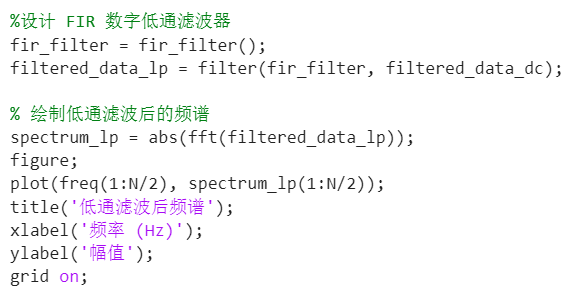 %设计 FIR 数字低通滤波器
fir_filter = fir_filter();
filtered_data_lp = filter(fir_filter, filtered_data_dc);
% 绘制低通滤波后的频谱
spectrum_lp = abs(fft(filtered_data_lp));
figure;
plot(freq(1:N/2), spectrum_lp(1:N/2));
title('低通滤波后频谱');
xlabel('频率 (Hz)');
ylabel('幅值');
grid on;